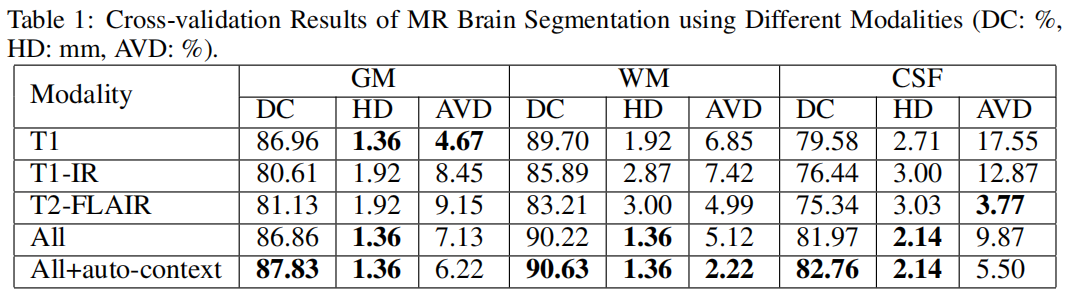 Table 1: Cross-validation Results of MR Brain Segmentation using Different Modalities (DC: %,
HD: mm, AVD: %).
Modality GM WM CSF
DC HD AVD DC HD AVD DC HD AVD
T1 86.96 1.36 4.67 89.70 1.92 6.85 79.58 2.71 17.55
T1-IR 80.61 1.92 8.45 85.89 2.87 7.42 76.44 3.00 12.87
T2-FLAIR 81.13 1.92 9.15 83.21 3.00 4.99 75.34 3.03 3.77
All 86.86 1.36 7.13 90.22 1.36 5.12 81.97 2.14 9.87
All+auto-context 87.83 1.36 6.22 90.63 1.36 2.22 82.76 2.14 5.50